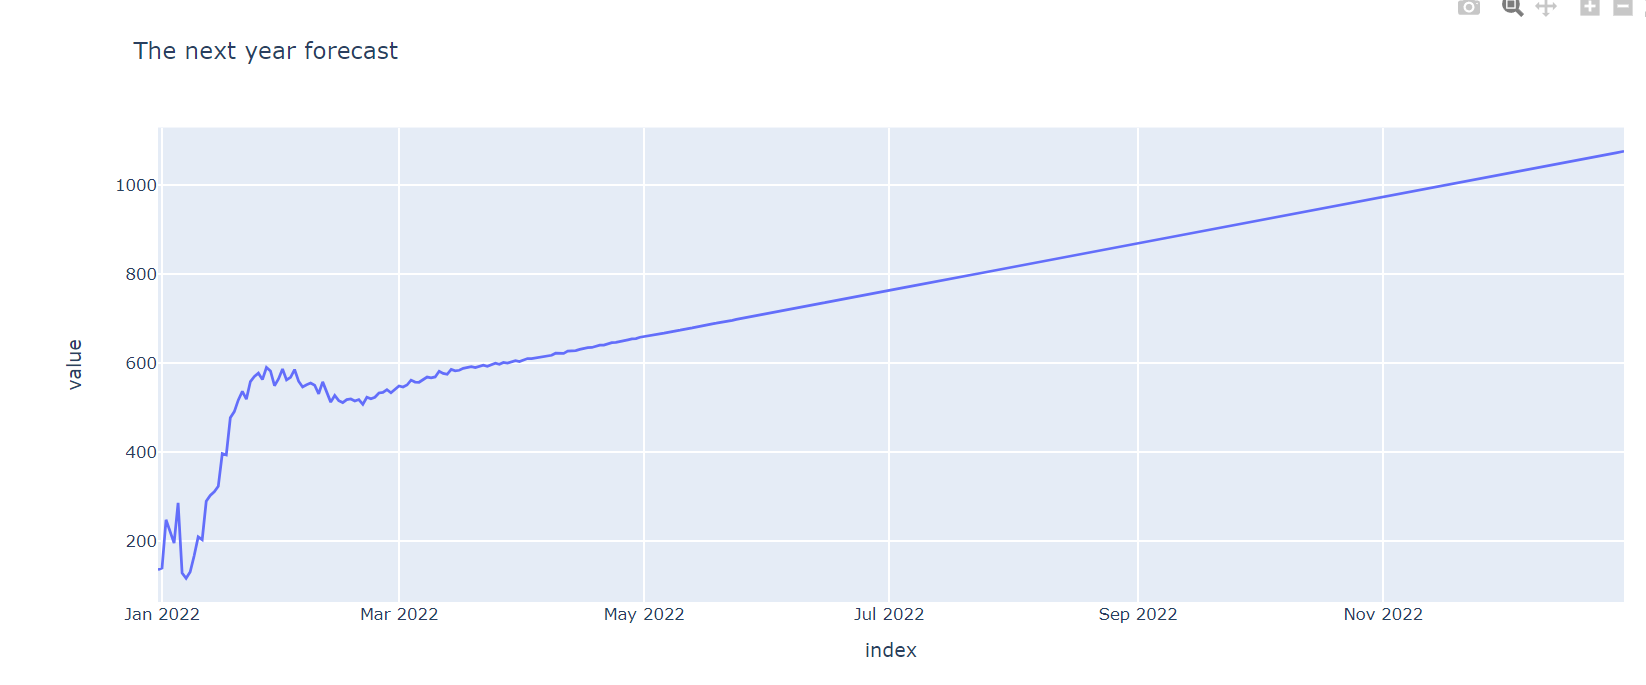 The next year forecast
1000
800
600
400
200
value
Jan 2022 Mar 2022 May 2022 Jul 2022 Sep 2022 Nov 2022
index